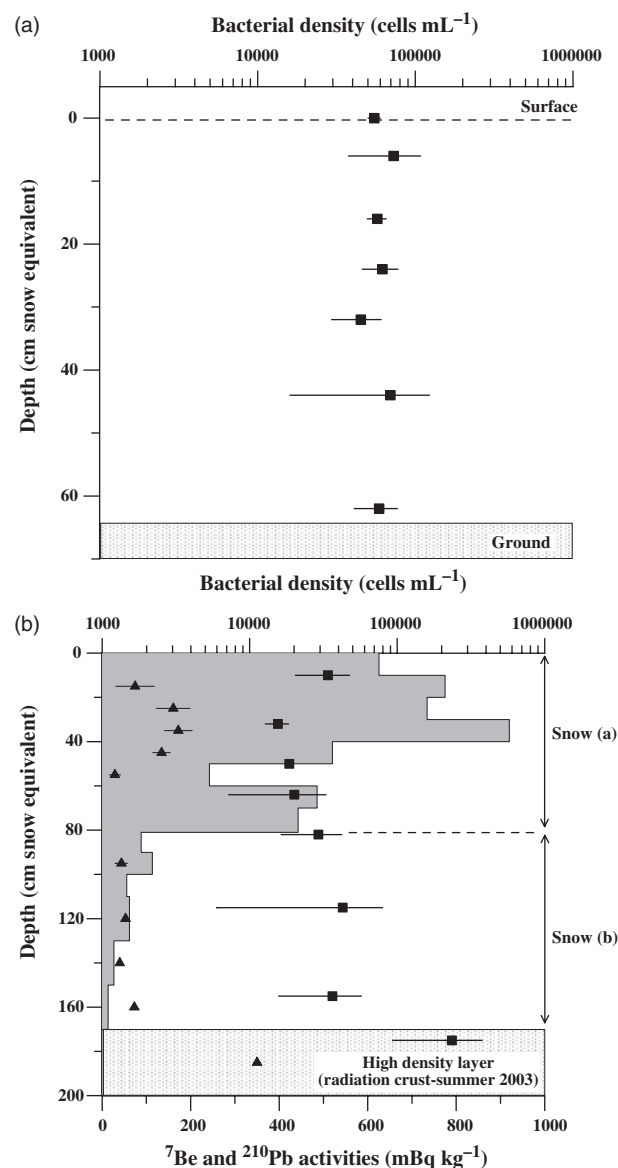 (a)
Bacterial density (cells mL⁻¹)
1000 10000 100000 1000000
Surface
0
20
40
60
Depth (cm snow equivalent)
Ground
Bacterial density (cells mL⁻¹)
(b)
1000 10000 100000 1000000
0
40
80
120
160
200
Depth (cm snow equivalent)
Snow (a)
Snow (b)
High density layer
(radiation crust-summer 2003)
0 200 400 600 800 1000
⁷Be and ²¹⁰Pb activities (mBq kg⁻¹)